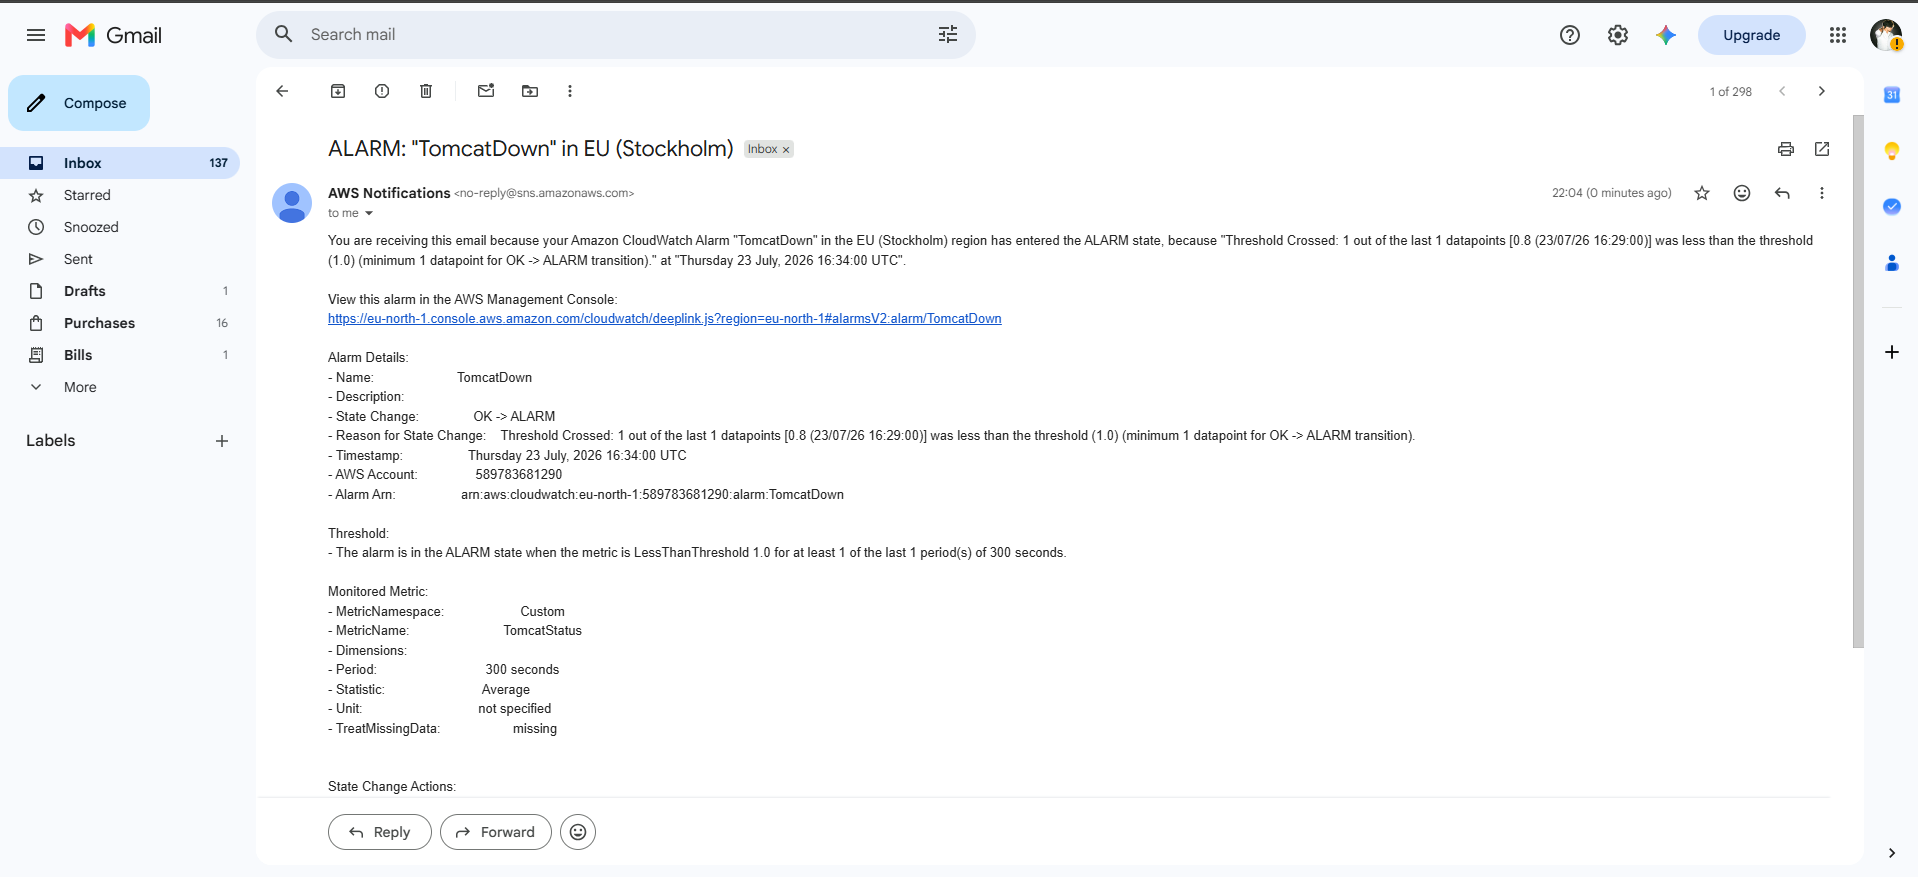 Gmail
Search mail
Upgrade
Compose
1 of 298
31
Inbox 137
Starred
Snoozed
Sent
Drafts 1
Purchases 16
Bills 1
More
Labels
ALARM: "TomcatDown" in EU (Stockholm) Inbox x
AWS Notifications <no-reply@sns.amazonaws.com> 22:04 (0 minutes ago)
to me
You are receiving this email because your Amazon CloudWatch Alarm "TomcatDown" in the EU (Stockholm) region has entered the ALARM state, because "Threshold Crossed: 1 out of the last 1 datapoints [0.8 (23/07/26 16:29:00)] was less than the threshold
(1.0) (minimum 1 datapoint for OK -> ALARM transition)." at "Thursday 23 July, 2026 16:34:00 UTC".
View this alarm in the AWS Management Console:
https://eu-north-1.console.aws.amazon.com/cloudwatch/deeplink.js?region=eu-north-1#alarmsV2:alarm/TomcatDown
Alarm Details:
- Name: TomcatDown
- Description:
- State Change: OK -> ALARM
- Reason for State Change: Threshold Crossed: 1 out of the last 1 datapoints [0.8 (23/07/26 16:29:00)] was less than the threshold (1.0) (minimum 1 datapoint for OK -> ALARM transition).
- Timestamp: Thursday 23 July, 2026 16:34:00 UTC
- AWS Account: 589783681290
- Alarm Arn: arn:aws:cloudwatch:eu-north-1:589783681290:alarm:TomcatDown
Threshold:
- The alarm is in the ALARM state when the metric is LessThanThreshold 1.0 for at least 1 of the last 1 period(s) of 300 seconds.
Monitored Metric:
- MetricNamespace: Custom
- MetricName: TomcatStatus
- Dimensions:
- Period: 300 seconds
- Statistic: Average
- Unit: not specified
- TreatMissingData: missing
State Change Actions:
Reply
Forward